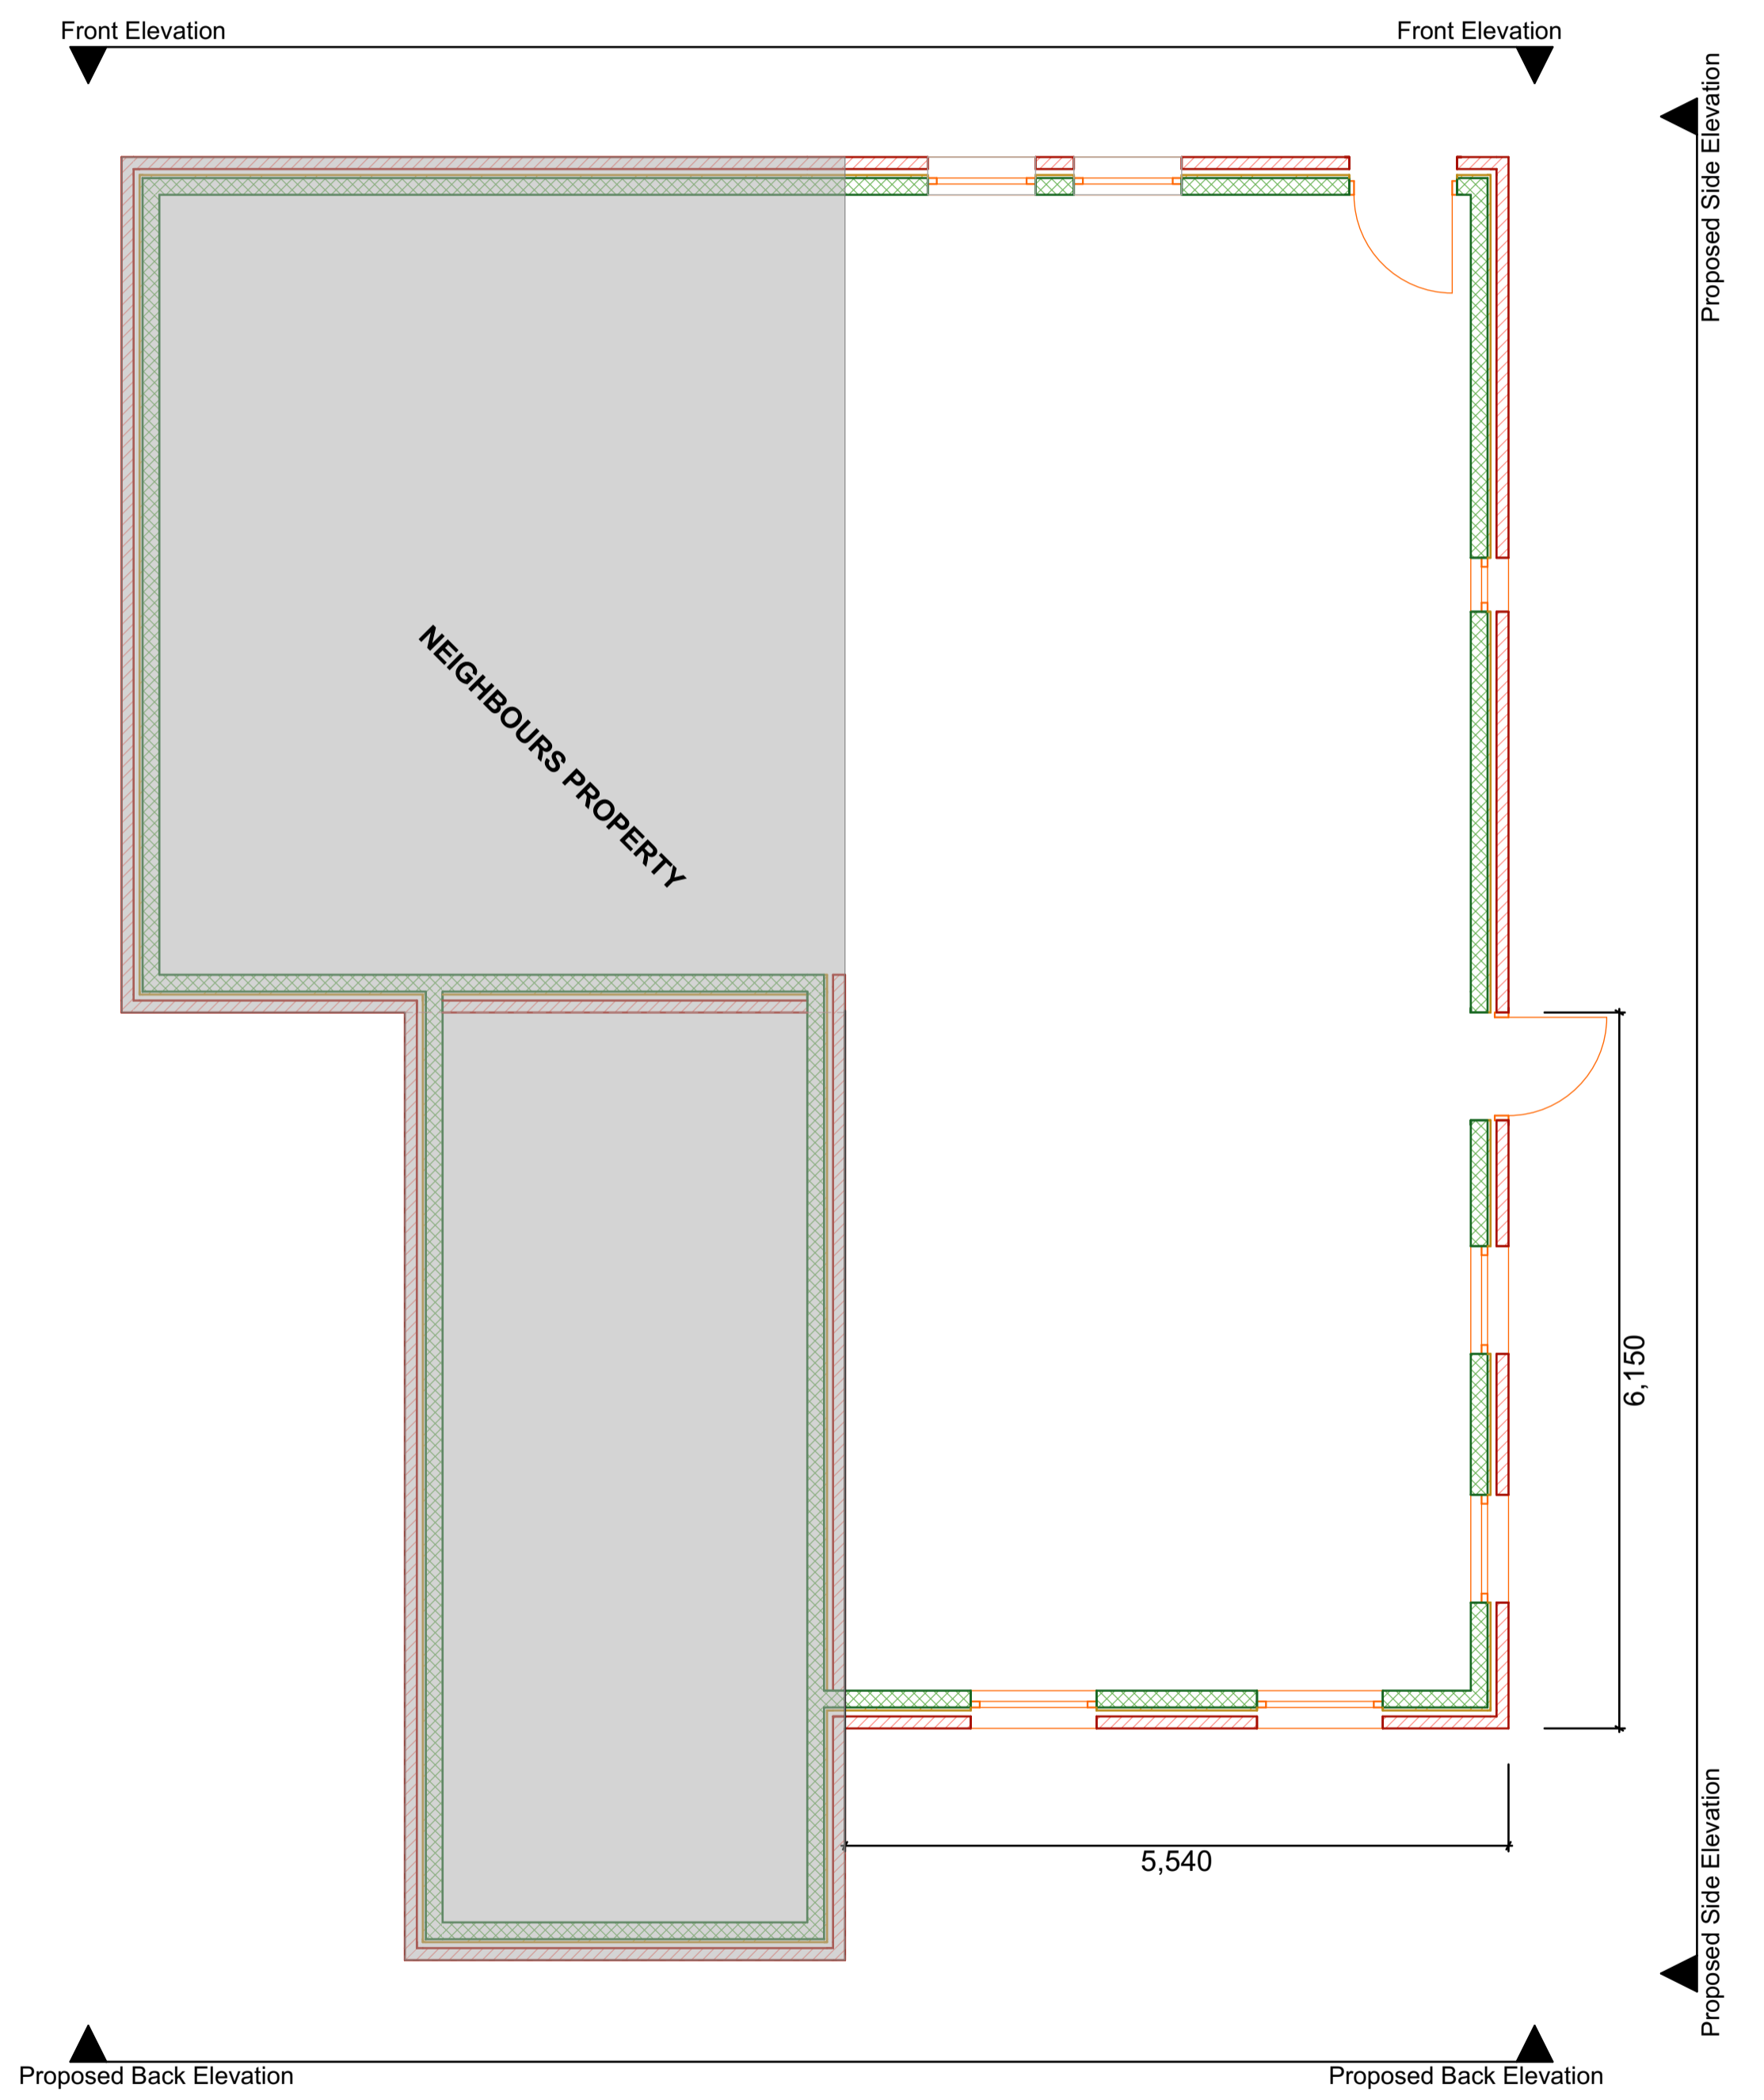 Front Elevation
Front Elevation
Proposed Side Elevation
NEIGHBOURS PROPERTY
6,150
5,540
Proposed Side Elevation
Proposed Back Elevation
Proposed Back Elevation